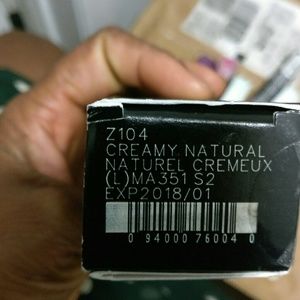 Z104
CREAMY NATURAL
NATUREL CREMEUX
(L)MA351 S2
EXP2018/01
0 94000 76004 0